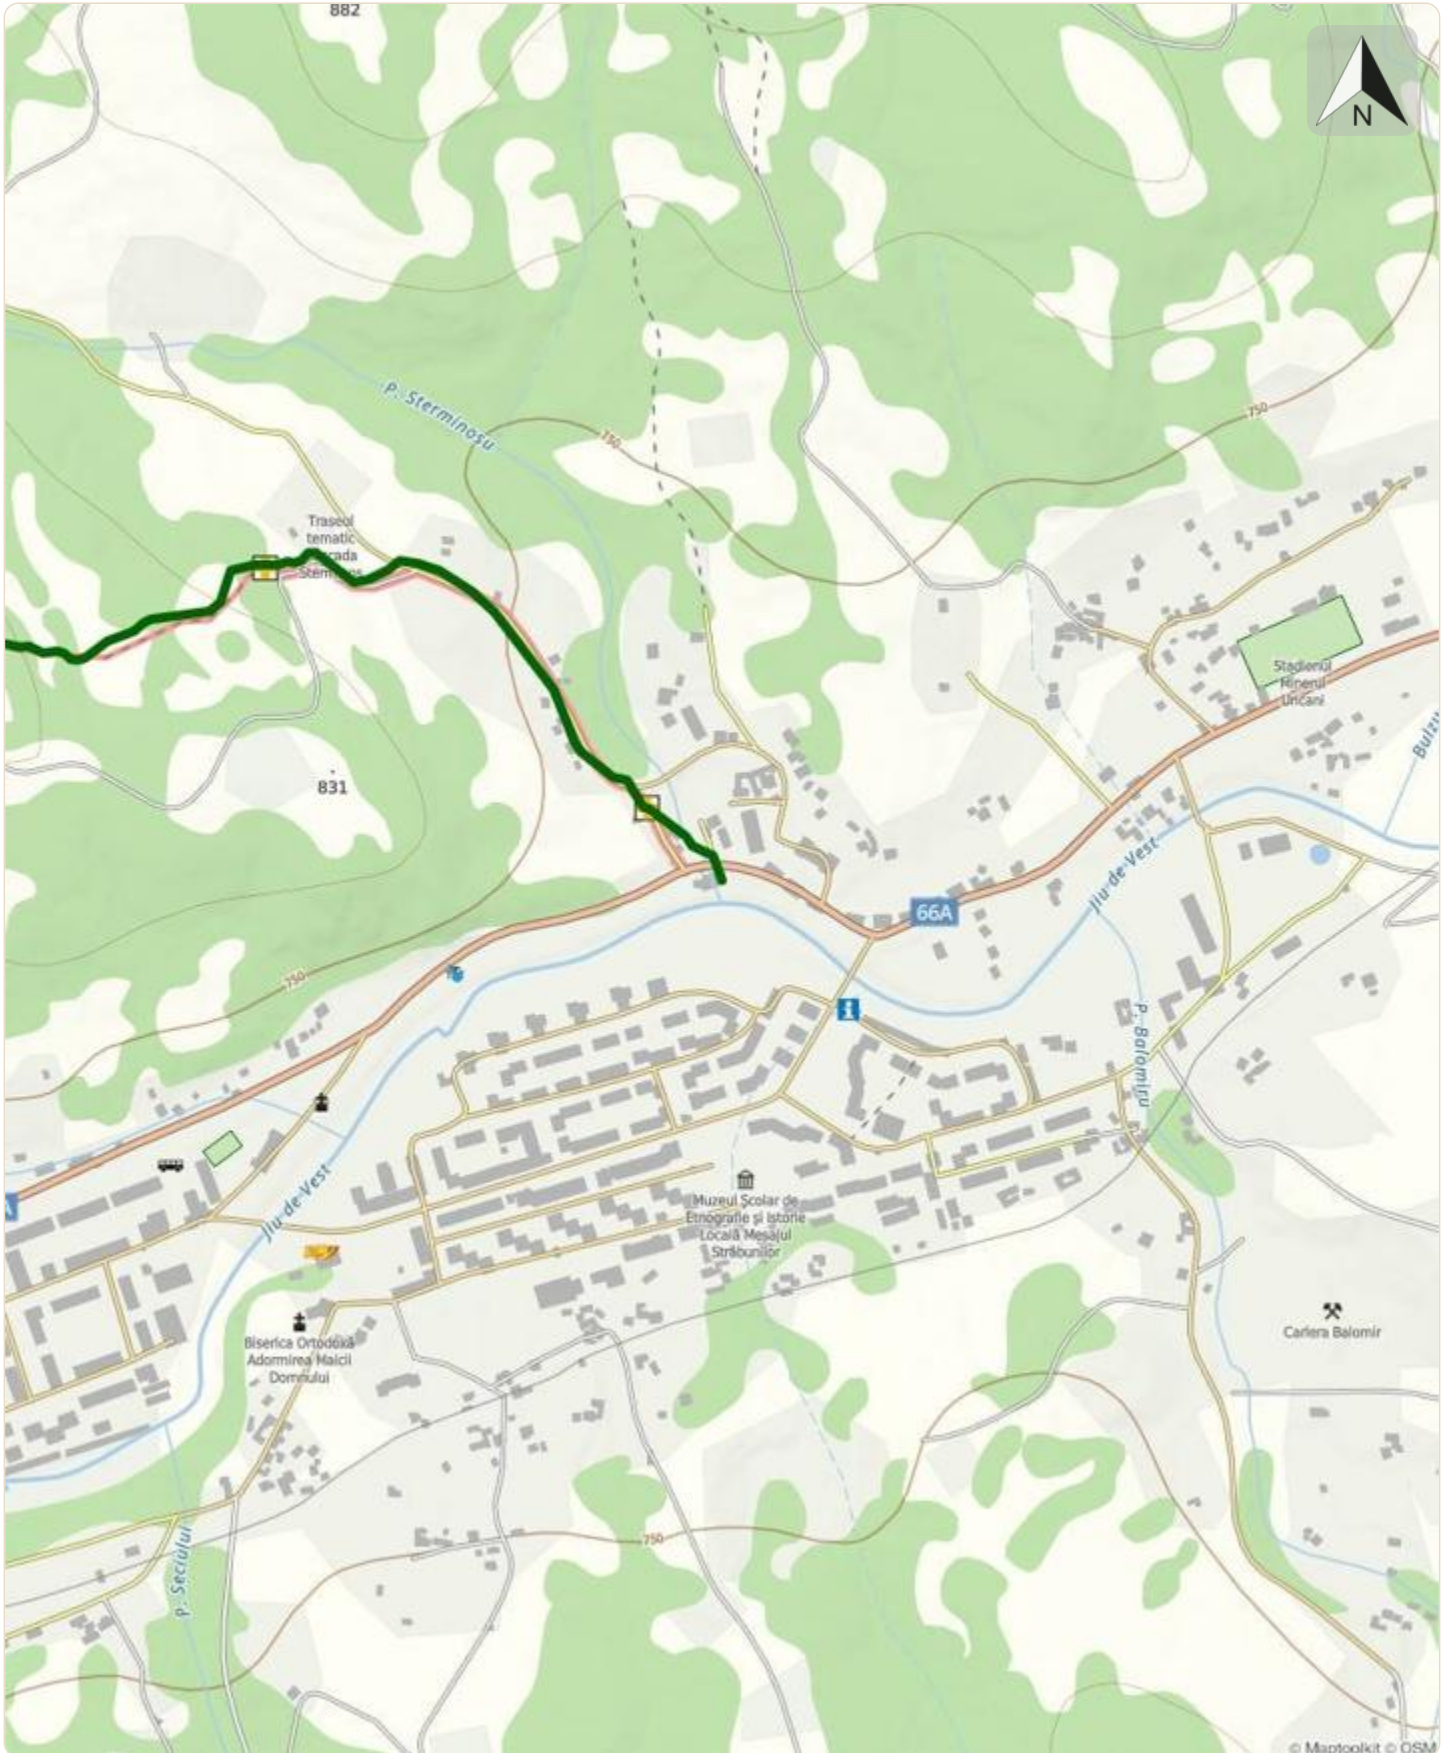 882
N
P. Sterminosu
750
750
Traseul
tematic
Stadionul
Minerul
Uricani
831
66A
Jiu de Vest
750
P. Balomiru
Jiu de Vest
Muzeul Școlar de
Etnografie și Istorie
Locală Mesajul
Străbunilor
Cariera Balomir
Biserica Ortodoxă
Adormirea Maicii
Domnului
750
P. Seciului
© Maptoolkit © OSM